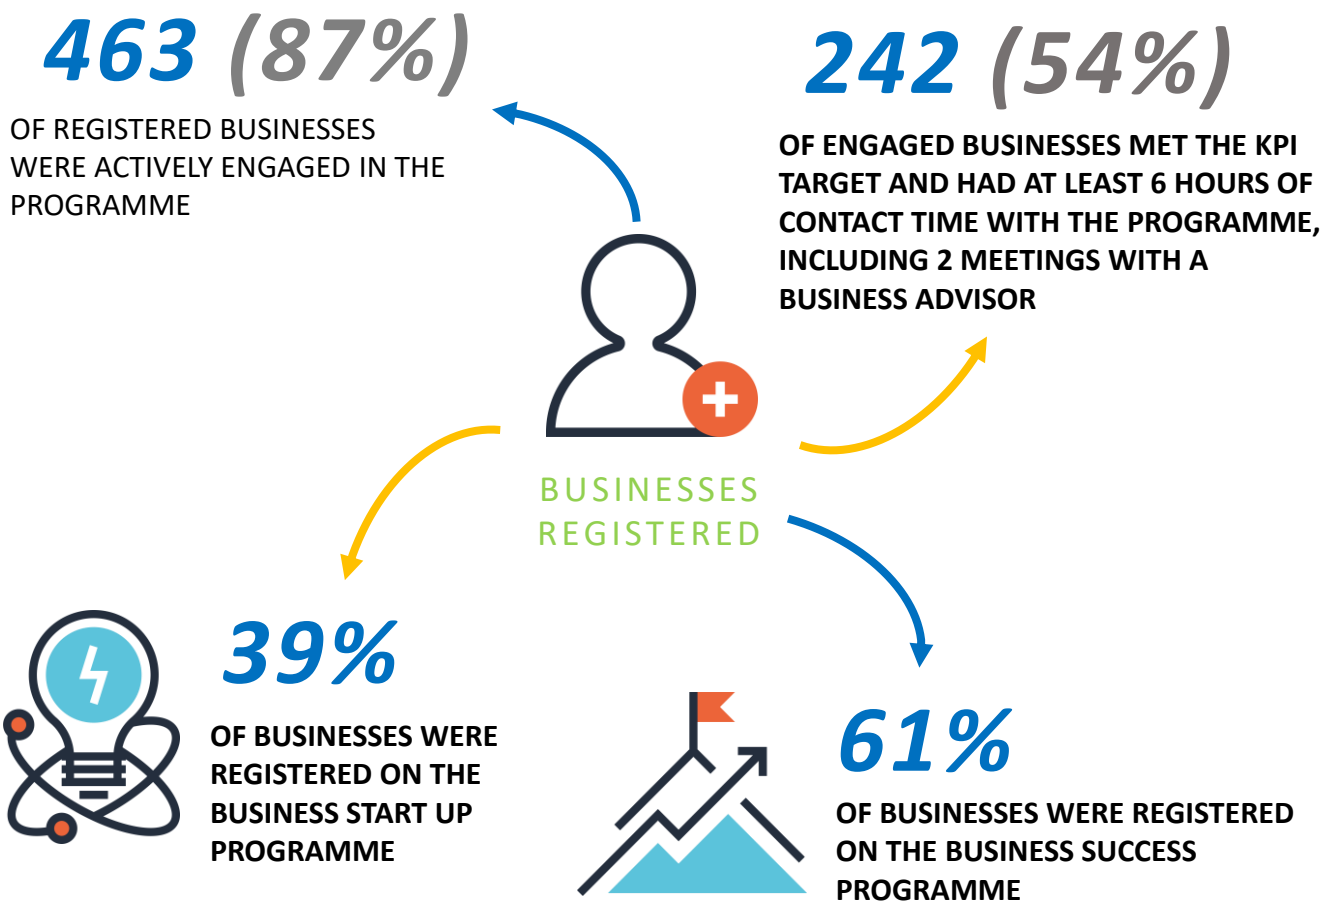 463 (87%)
OF REGISTERED BUSINESSES
WERE ACTIVELY ENGAGED IN THE
PROGRAMME
242 (54%)
OF ENGAGED BUSINESSES MET THE KPI
TARGET AND HAD AT LEAST 6 HOURS OF
CONTACT TIME WITH THE PROGRAMME,
INCLUDING 2 MEETINGS WITH A
BUSINESS ADVISOR
BUSINESSES
REGISTERED
39%
OF BUSINESSES WERE
REGISTERED ON THE
BUSINESS START UP
PROGRAMME
61%
OF BUSINESSES WERE REGISTERED
ON THE BUSINESS SUCCESS
PROGRAMME